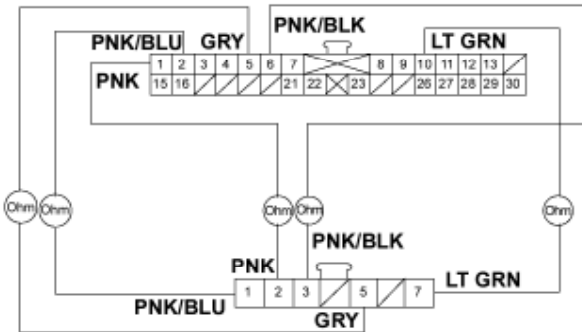 PNK/BLK
PNK/BLU GRY LT GRN
1 2 3 4 5 6 7 8 9 10 11 12 13
PNK
15 16 21 22 23 26 27 28 29 30
Ohm Ohm Ohm Ohm Ohm
PNK/BLK
PNK
1 2 3 5 7
LT GRN
PNK/BLU
GRY